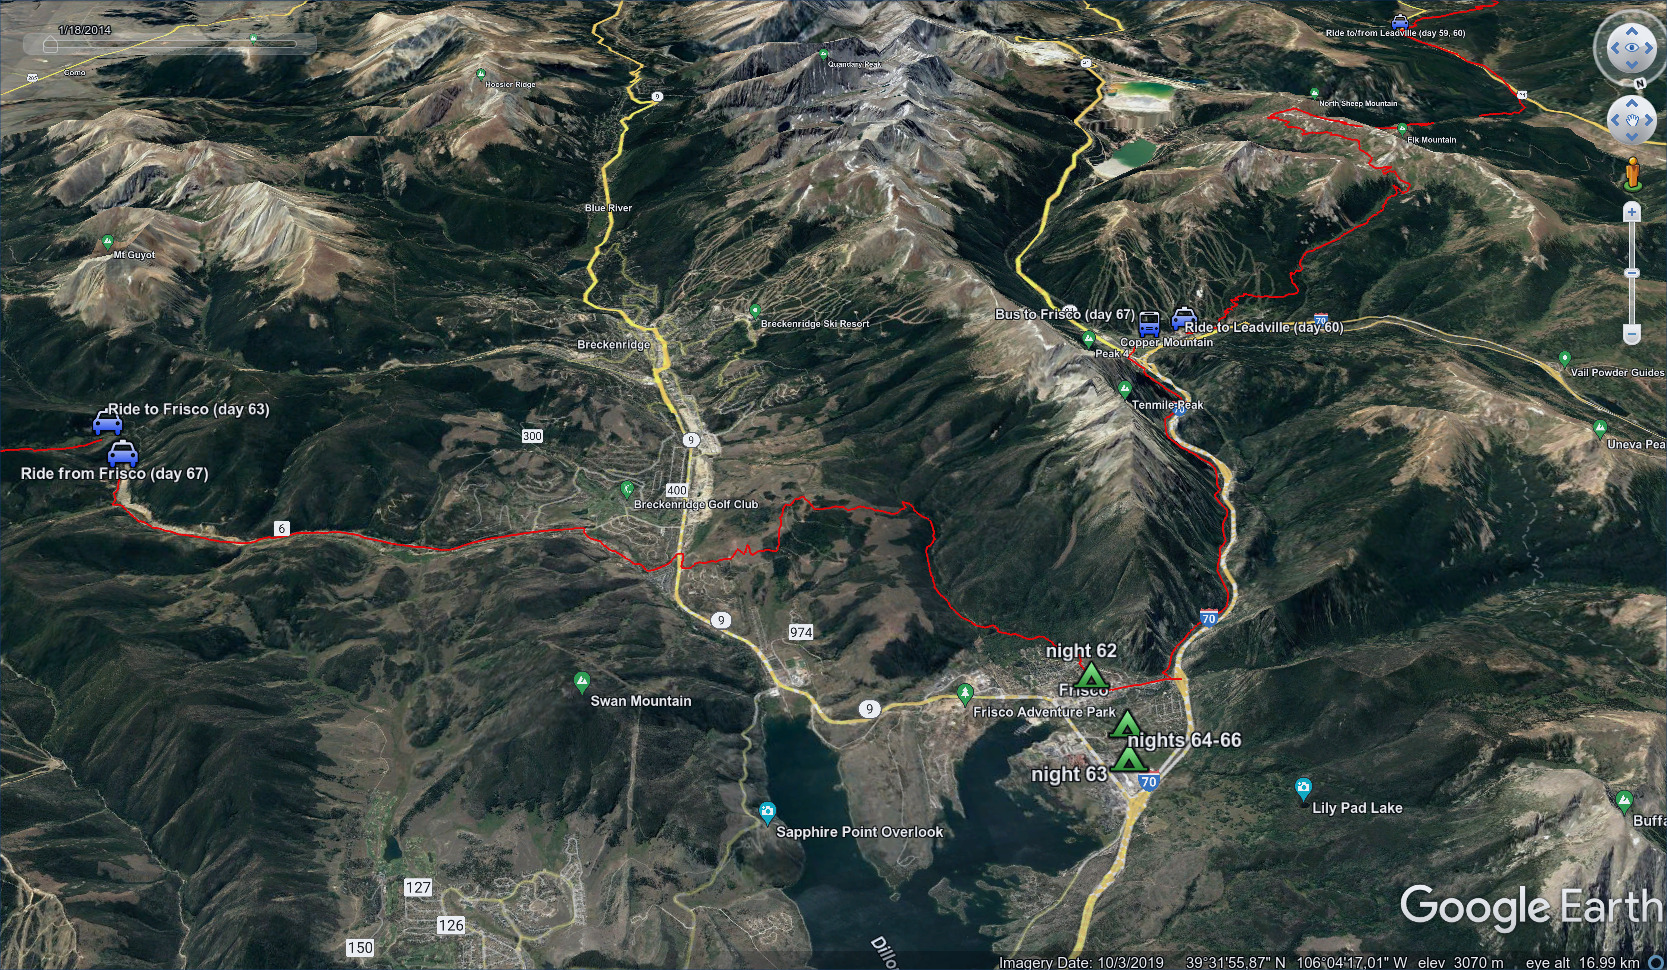 1/18/2014
Ride to/from Leadville (day 59, 60)
N
285
Como
Hoosier Ridge
Quandary Peak
91
9
North Sheep Mountain
24
Elk Mountain
Blue River
Mt Guyot
Bus to Frisco (day 67)
Ride to Leadville (day 60)
70
Breckenridge Ski Resort
Breckenridge
Copper Mountain
Peak 4
Vail Powder Guides
Ride to Frisco (day 63)
Tenmile Peak
70
300
9
Uneva Pea
Ride from Frisco (day 67)
400
Breckenridge Golf Club
6
70
9
974
night 62
Frisco
Swan Mountain
9
Frisco Adventure Park
nights 64-66
night 63
70
Lily Pad Lake
Buffa
Sapphire Point Overlook
127
126
150
Dillo
Google Earth
Imagery Date: 10/3/2019 39°31'55,87" N 106°04'17,01" W elev 3070 m eye alt 16,99 km